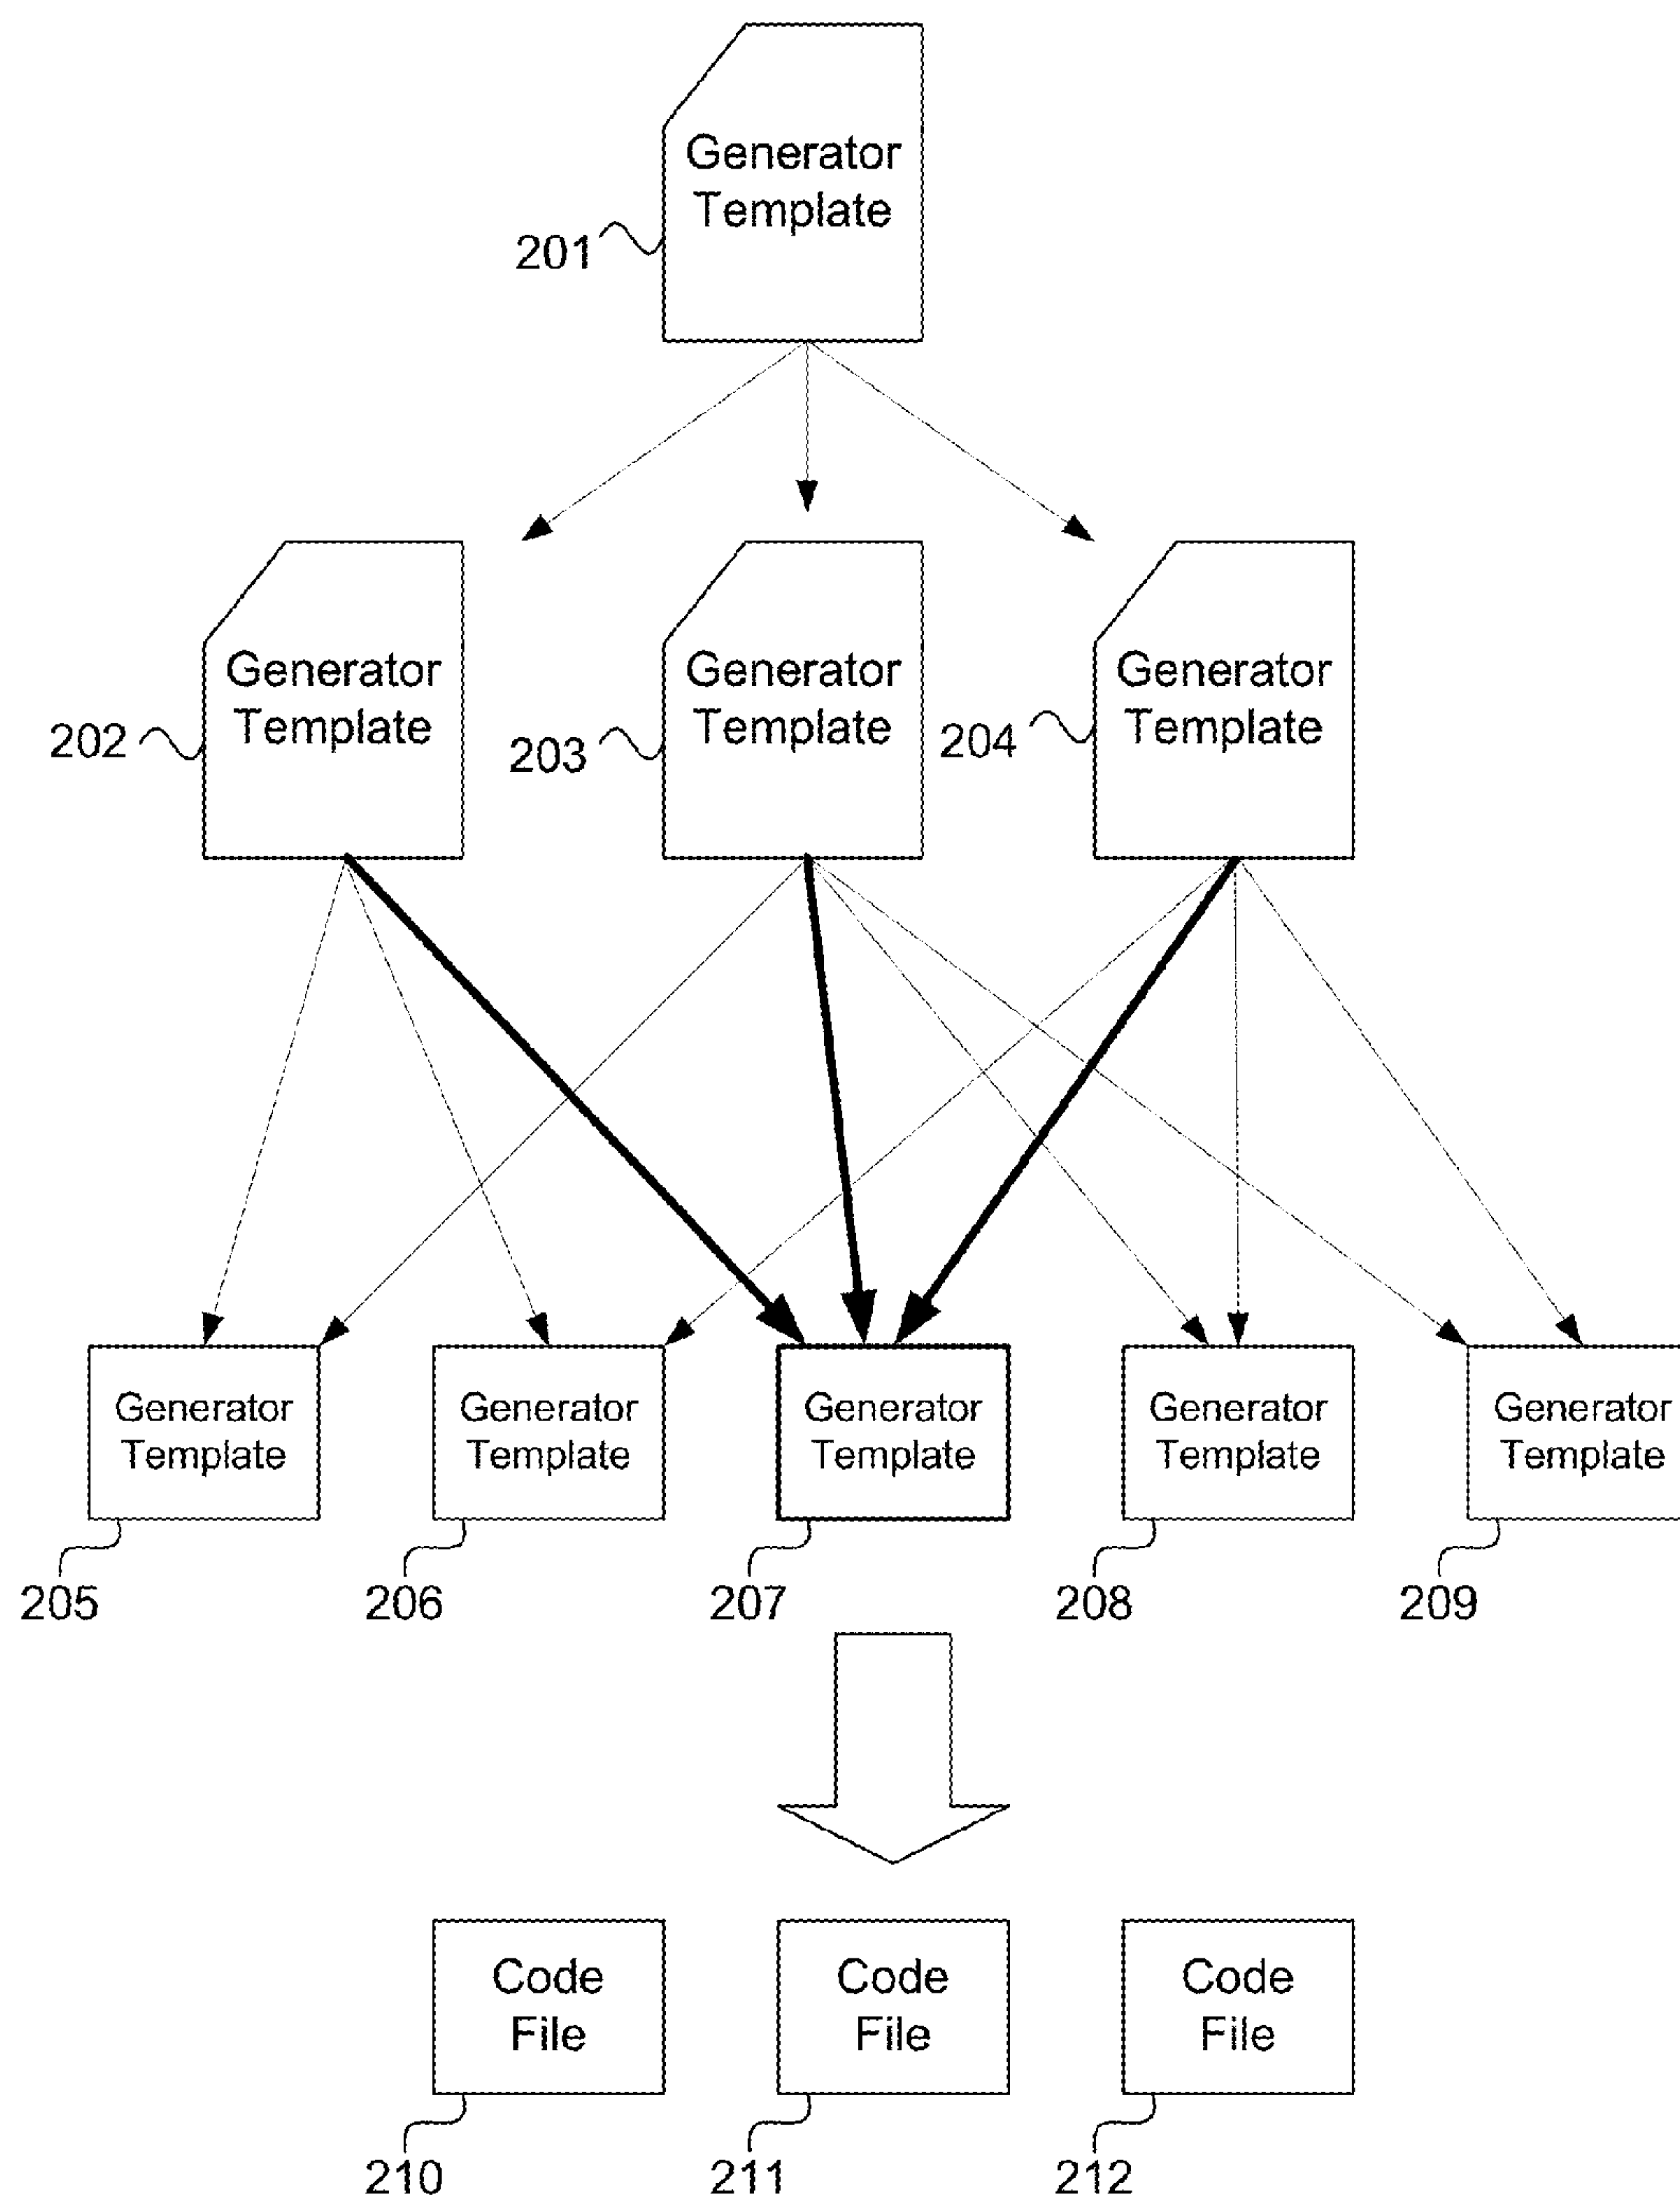 Generator
Template
201
Generator
Template
202
Generator
Template
203
Generator
Template
204
Generator
Template
205
Generator
Template
206
Generator
Template
207
Generator
Template
208
Generator
Template
209
Code
File
210
Code
File
211
Code
File
212